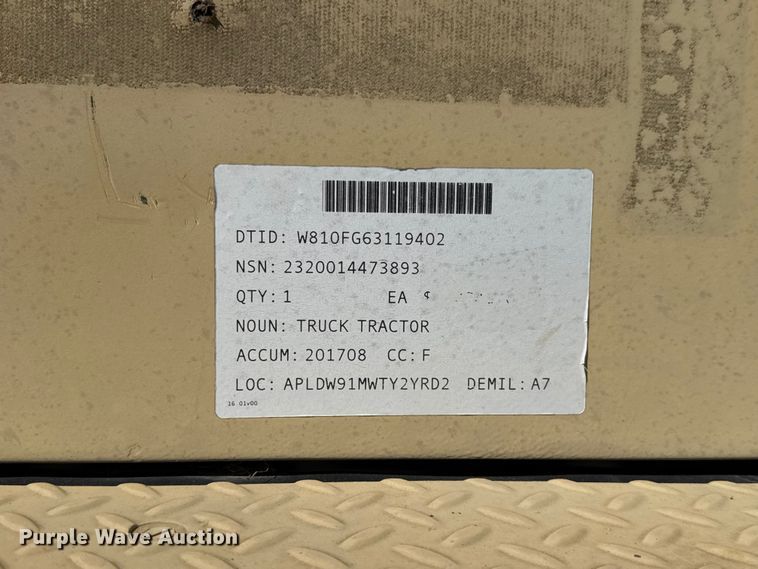 DTID: W810FG63119402
NSN: 2320014473893
QTY: 1 EA $
NOUN: TRUCK TRACTOR
ACCUM: 201708 CC: F
LOC: APLDW91MWTY2YRD2 DEMIL: A7
16.01v00
Purple Wave Auction®